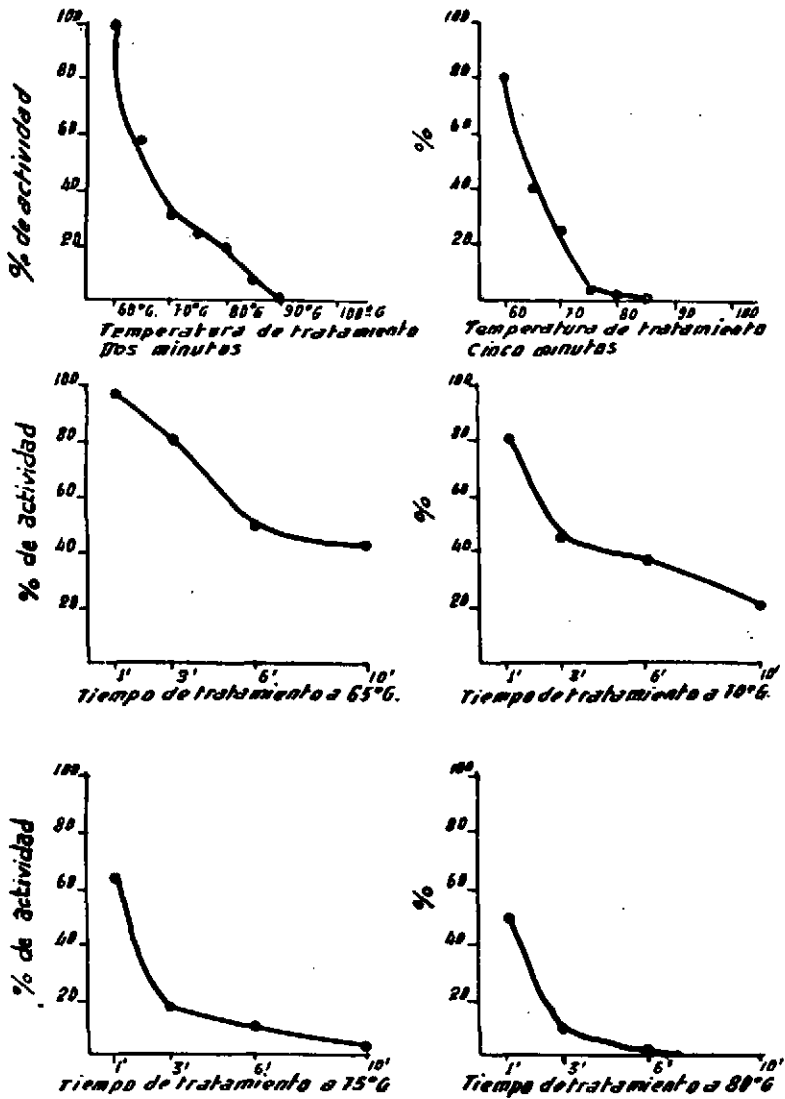 % de actividad
100
80
60
40
20
60°G. 70°G 80°G 90°G 100°G
Temperatura de tratamiento
Dos minutos
%
100
80
60
40
20
60 70 80 90 100
Temperatura de tratamiento
Cinco minutos
% de actividad
100
80
60
40
20
1' 3' 6' 10'
Tiempo de tratamiento a 65°G.
%
100
80
60
40
20
1' 3' 6' 10'
Tiempo de tratamiento a 70°G.
% de actividad
100
80
60
40
20
1' 3' 6' 10'
Tiempo de tratamiento a 75°G
%
100
80
60
40
20
1' 3' 6' 10'
Tiempo de tratamiento a 80°G